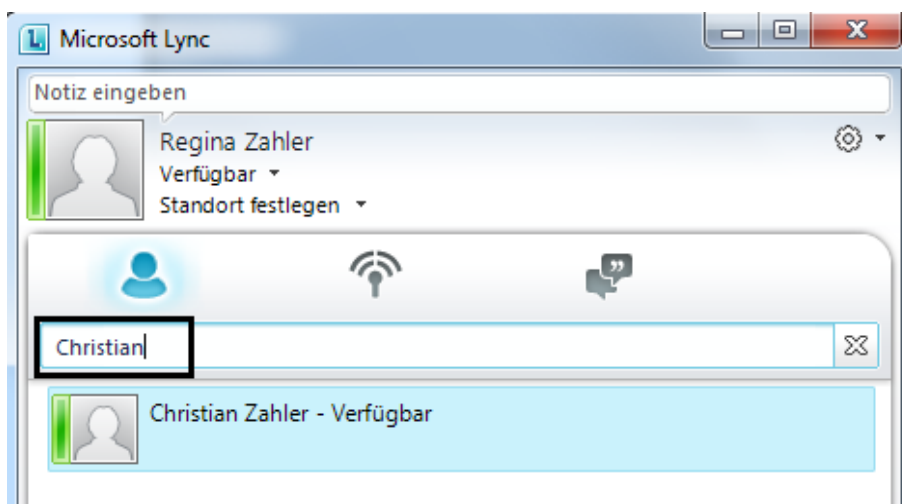 Microsoft Lync
Notiz eingeben
Regina Zahler
Verfügbar
Standort festlegen
Christian
Christian Zahler - Verfügbar